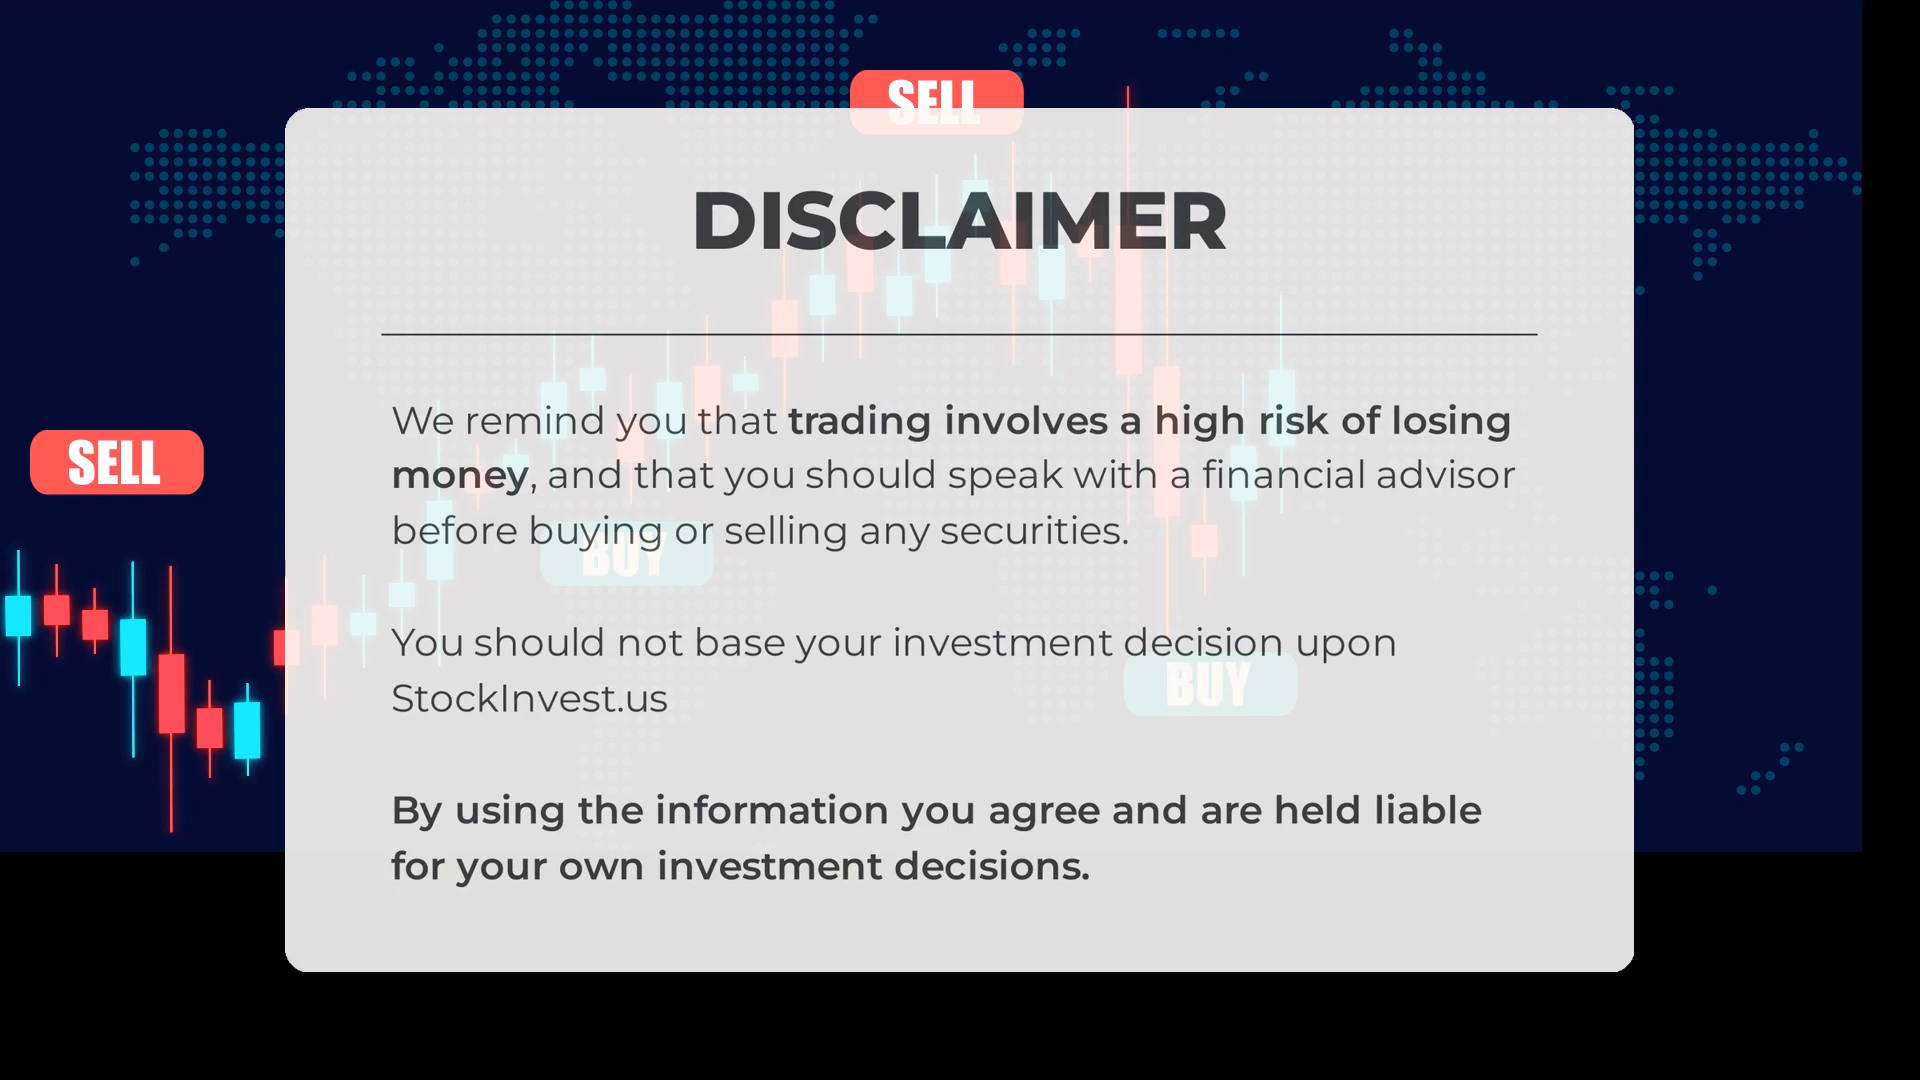 SELL
DISCLAIMER
We remind you that trading involves a high risk of losing
money, and that you should speak with a financial advisor
before buying or selling any securities.
SELL
BUY
You should not base your investment decision upon
StockInvest.us
BUY
By using the information you agree and are held liable
for your own investment decisions.